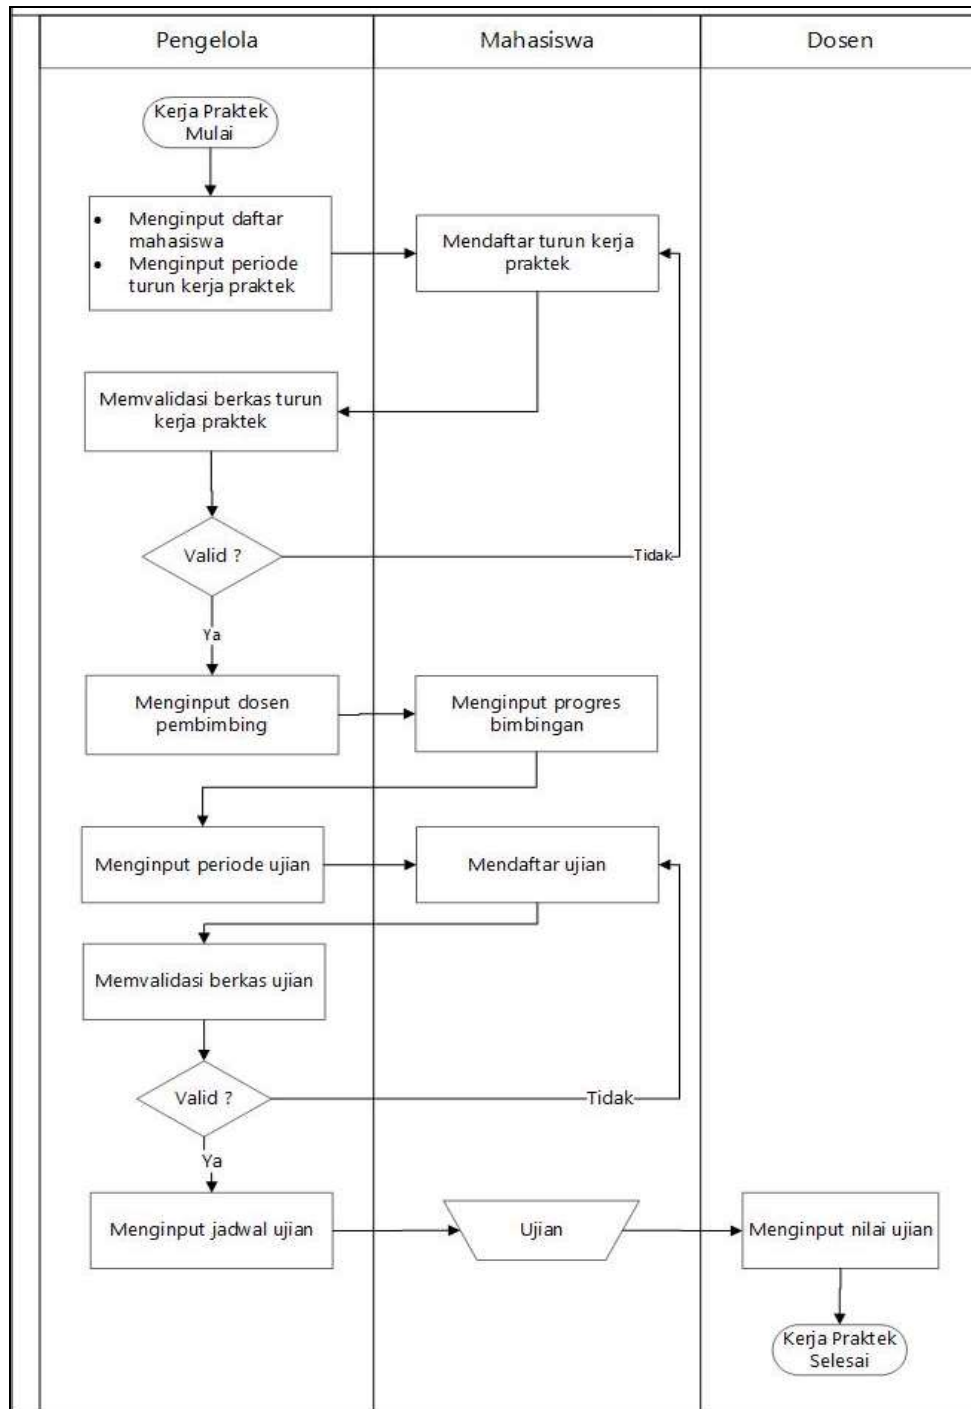 Pengelola
Mahasiswa
Dosen
Kerja Praktek
Mulai
• Menginput daftar
mahasiswa
• Menginput periode
turun kerja praktek
Mendaftar turun kerja
praktek
Memvalidasi berkas turun
kerja praktek
Valid ?
Tidak
Ya
Menginput dosen
pembimbing
Menginput progres
bimbingan
Menginput periode ujian
Mendaftar ujian
Memvalidasi berkas ujian
Valid ?
Tidak
Ya
Menginput jadwal ujian
Ujian
Menginput nilai ujian
Kerja Praktek
Selesai